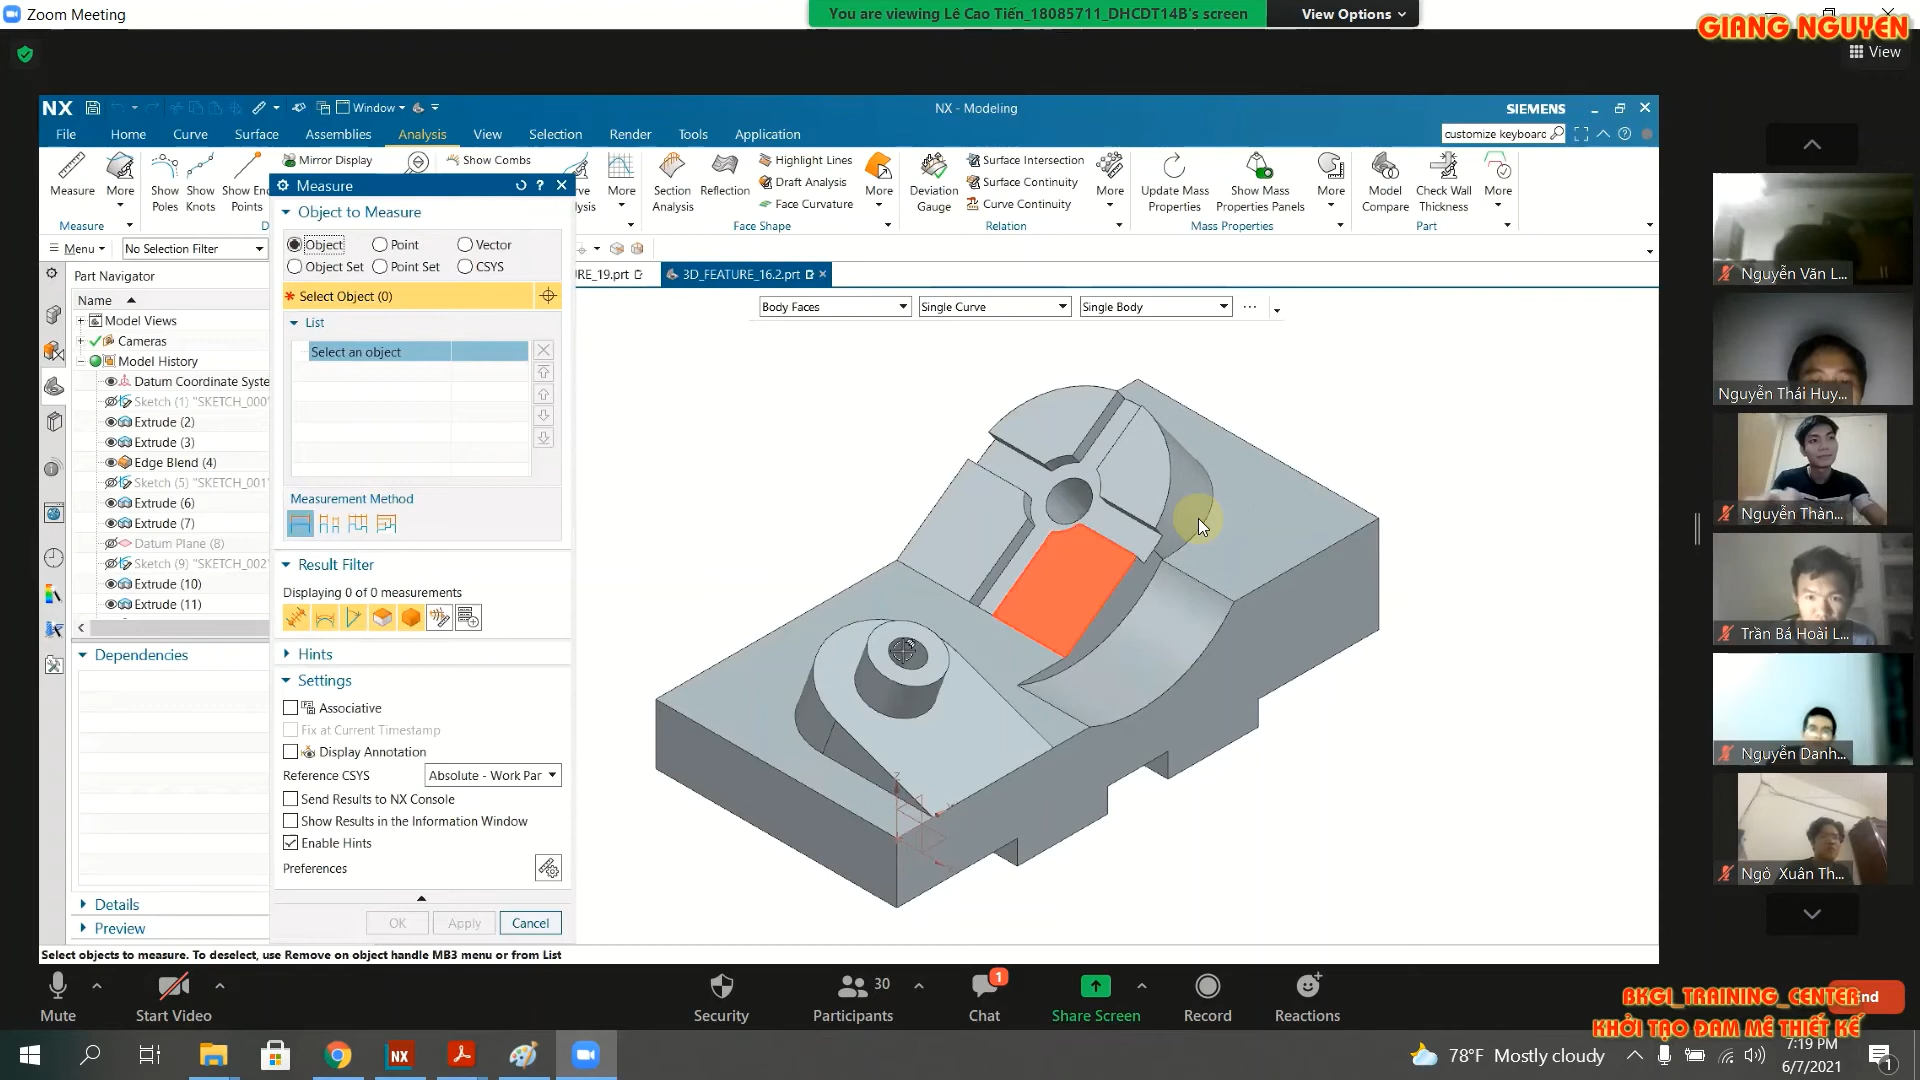 Zoom Meeting
You are viewing Lê Cao Tiến_18085711_DHCDT14B's screen
View Options
GIANG NGUYEN
View
NX
Window
NX - Modeling
SIEMENS
File
Home
Curve
Surface
Assemblies
Analysis
View
Selection
Render
Tools
Application
customize keyboard
Mirror Display
Show Combs
Highlight Lines
Surface Intersection
Draft Analysis
Surface Continuity
Face Curvature
Curve Continuity
Measure
More
Show Poles
Show Knots
Show End Points
More
Section Analysis
Reflection
More
Deviation Gauge
More
Update Mass Properties
Show Mass Properties Panels
More
Model Compare
Check Wall Thickness
More
Measure
Face Shape
Relation
Mass Properties
Part
Menu
No Selection Filter
RE_19.prt
3D_FEATURE_16.2.prt
Body Faces
Single Curve
Single Body
Part Navigator
Name
Model Views
Cameras
Model History
Datum Coordinate Syste
Sketch (1) "SKETCH_000"
Extrude (2)
Extrude (3)
Edge Blend (4)
Sketch (5) "SKETCH_001"
Extrude (6)
Extrude (7)
Datum Plane (8)
Sketch (9) "SKETCH_002"
Extrude (10)
Extrude (11)
Dependencies
Details
Preview
Measure
Object to Measure
Object
Point
Vector
Object Set
Point Set
CSYS
* Select Object (0)
List
Select an object
Measurement Method
Result Filter
Displaying 0 of 0 measurements
Hints
Settings
Associative
Fix at Current Timestamp
Display Annotation
Reference CSYS
Absolute - Work Par
Send Results to NX Console
Show Results in the Information Window
Enable Hints
Preferences
OK
Apply
Cancel
Select objects to measure. To deselect, use Remove on object handle MB3 menu or from List
Nguyễn Văn L...
Nguyễn Thái Huy...
Nguyễn Thàn...
Trần Bá Hoài L...
Nguyễn Danh...
Ngô Xuân Th...
Mute
Start Video
Security
Participants
30
Chat
1
Share Screen
Record
Reactions
End
BKGI_TRAINING_CENTER
KHỞI TẠO ĐAM MÊ THIẾT KẾ
NX
78°F Mostly cloudy
7:19 PM
6/7/2021
1